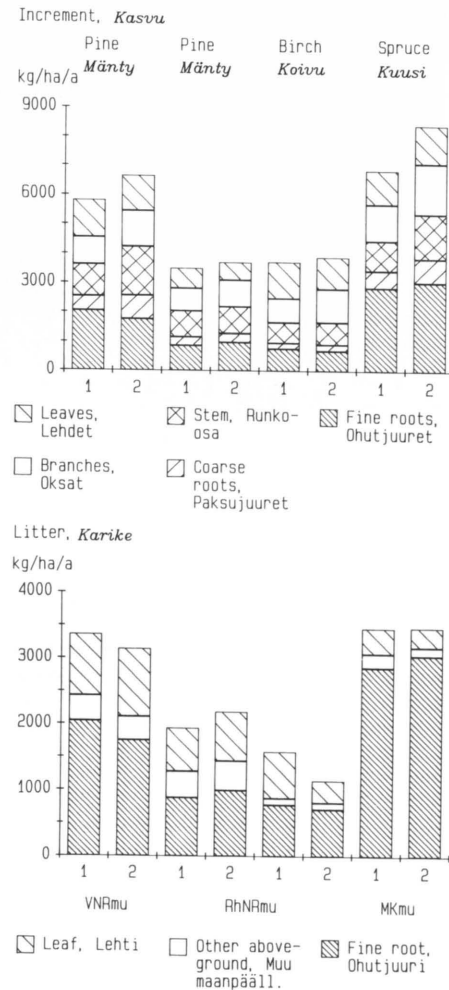 Increment, Kasvu
Pine Pine Birch Spruce
Mänty Mänty Koivu Kuusi
kg/ha/a
9000
6000
3000
0
1 2 1 2 1 2 1 2
Leaves, Lehdet
Stem, Runko-osa
Fine roots, Ohutjuuret
Branches, Oksat
Coarse roots, Paksujuuret
Litter, Karike
kg/ha/a
4000
3000
2000
1000
0
1 2 1 2 1 2 1 2
VNRmu RhNRmu MKmu
Leaf, Lehti
Other above-ground, Muu maanpääll.
Fine root, Ohutjuuri